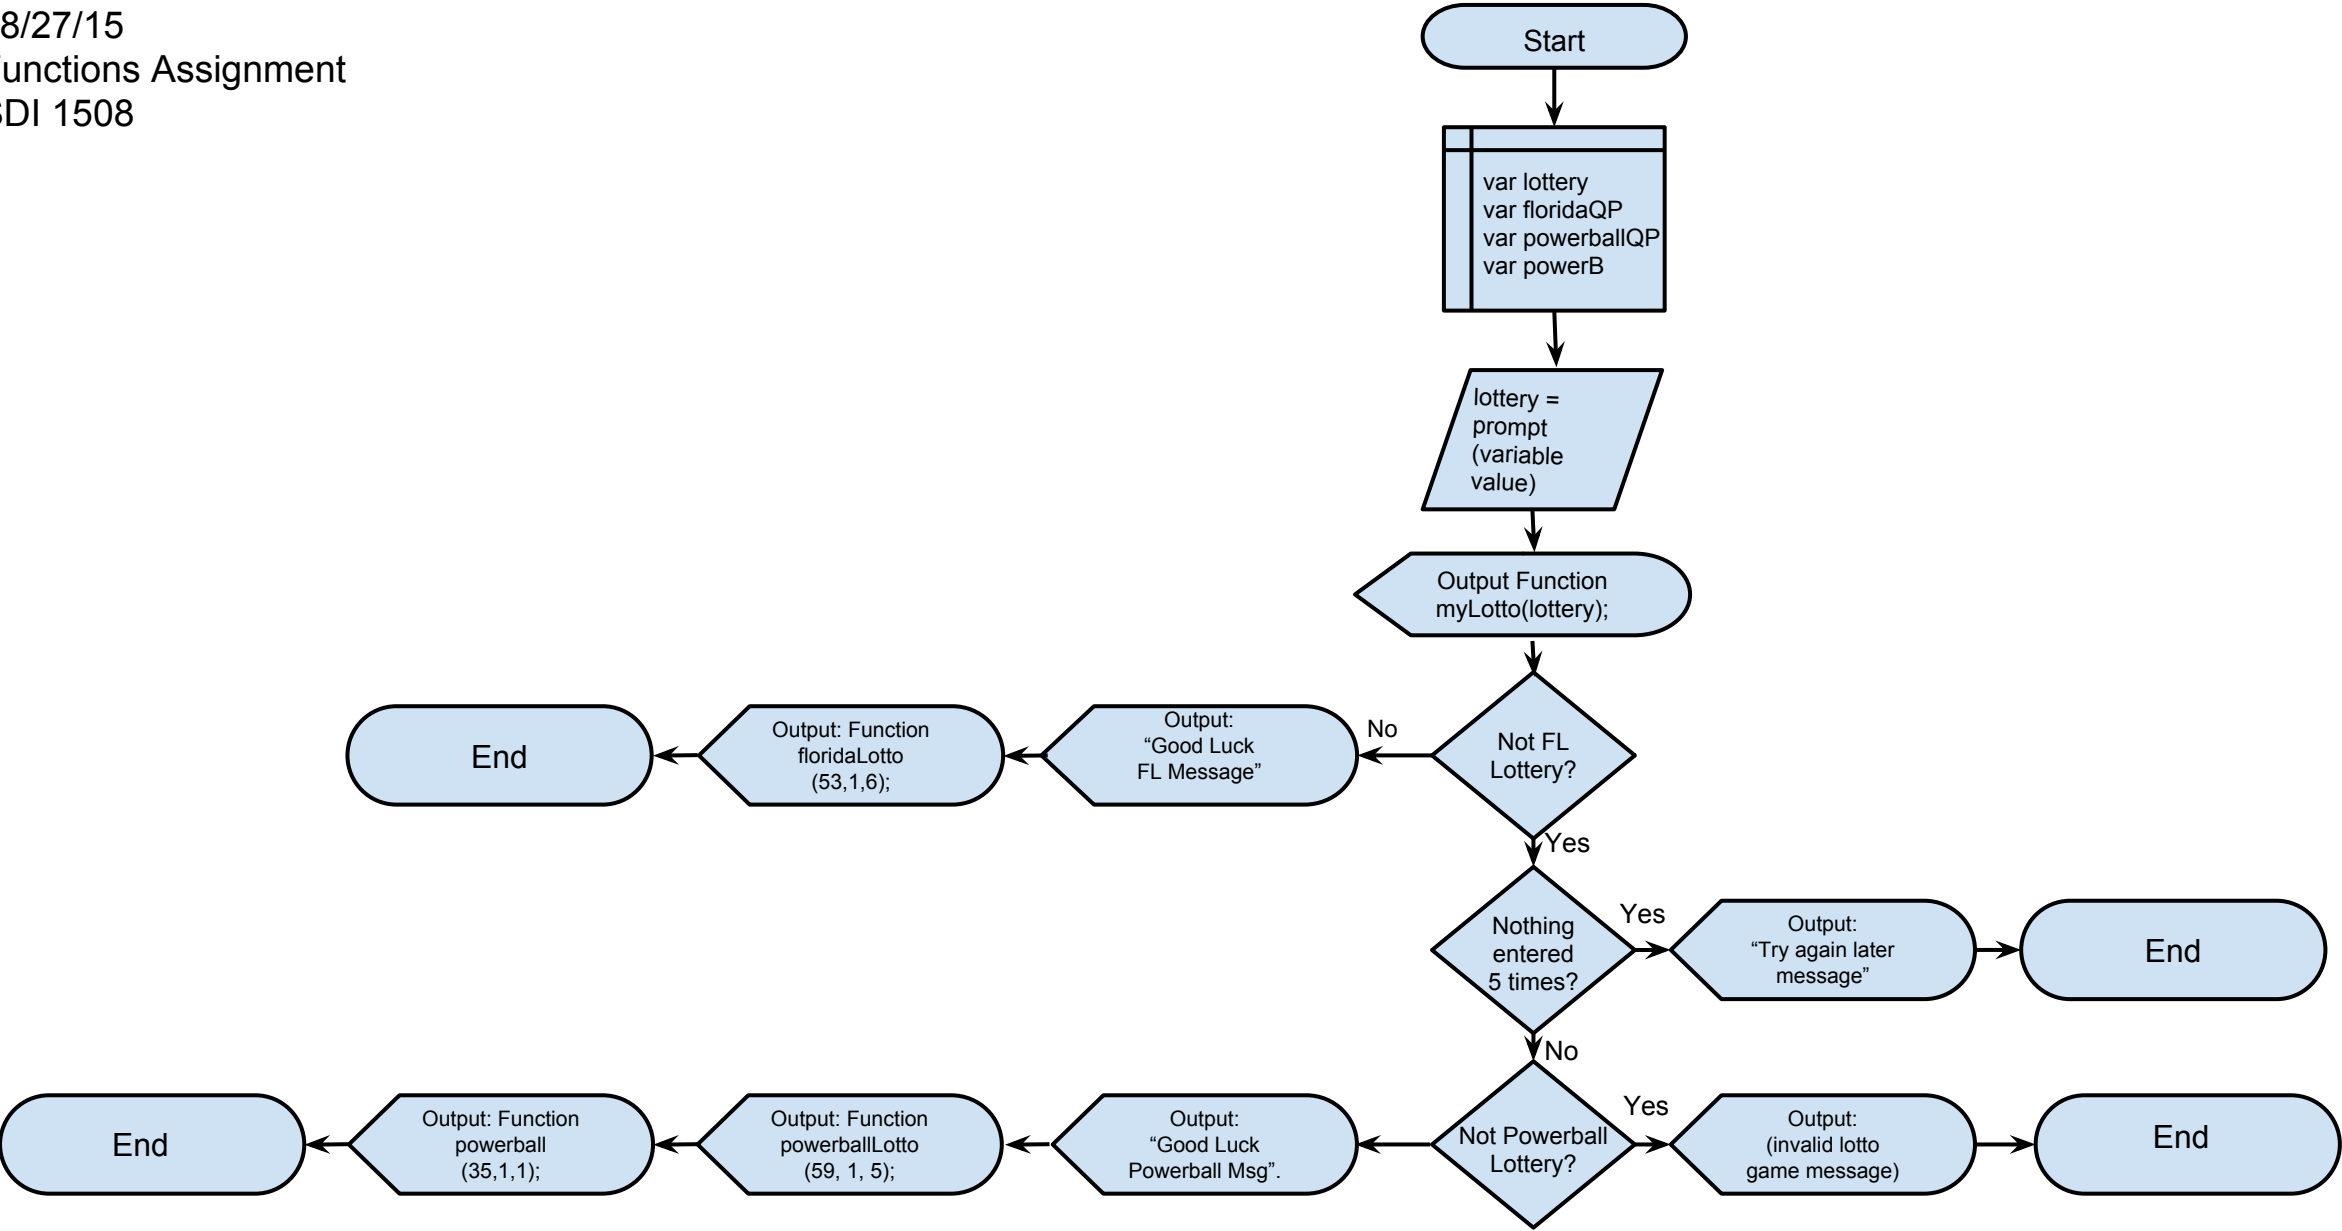 8/27/15
unctions Assignment
SDI 1508
Start
var lottery
var floridaQP
var powerballQP
var powerB
lottery =
prompt
(variable
value)
Output Function
myLotto(lottery);
Not FL
Lottery?
No
Output:
“Good Luck
FL Message”
Output: Function
floridaLotto
(53,1,6);
End
Yes
Nothing
entered
5 times?
Yes
Output:
“Try again later
message”
End
No
Not Powerball
Lottery?
Yes
Output:
(invalid lotto
game message)
End
Output:
“Good Luck
Powerball Msg”.
Output: Function
powerballLotto
(59, 1, 5);
Output: Function
powerball
(35,1,1);
End